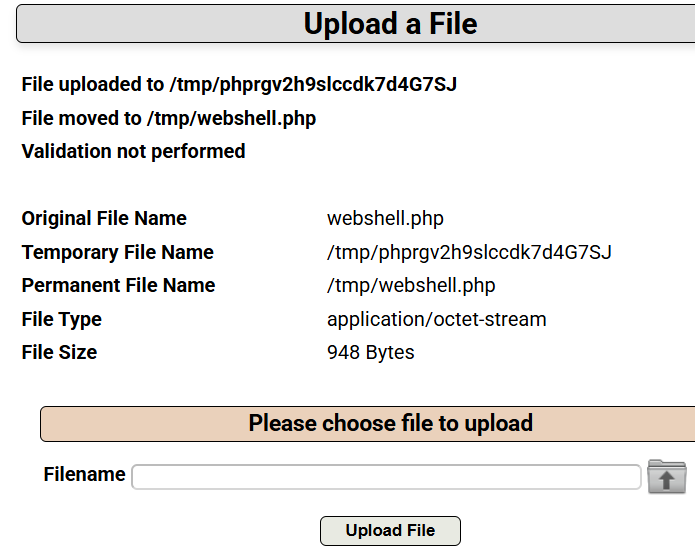 Upload a File
File uploaded to /tmp/phprgv2h9slccdk7d4G7SJ
File moved to /tmp/webshell.php
Validation not performed
Original File Name webshell.php
Temporary File Name /tmp/phprgv2h9slccdk7d4G7SJ
Permanent File Name /tmp/webshell.php
File Type application/octet-stream
File Size 948 Bytes
Please choose file to upload
Filename
Upload File